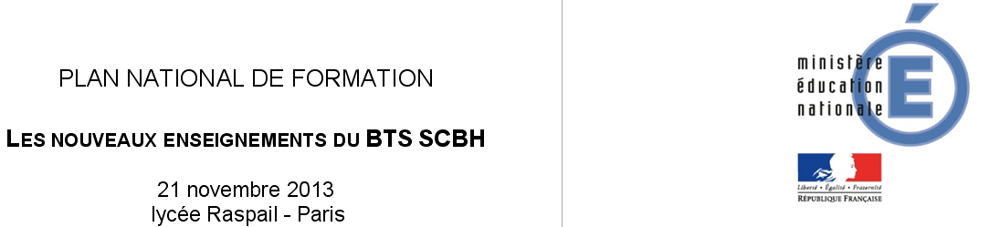 PLAN NATIONAL DE FORMATION
LES NOUVEAUX ENSEIGNEMENTS DU BTS SCBH
21 novembre 2013
lycée Raspail - Paris
ministère
éducation
nationale
É
Liberté • Égalité • Fraternité
RÉPUBLIQUE FRANÇAISE